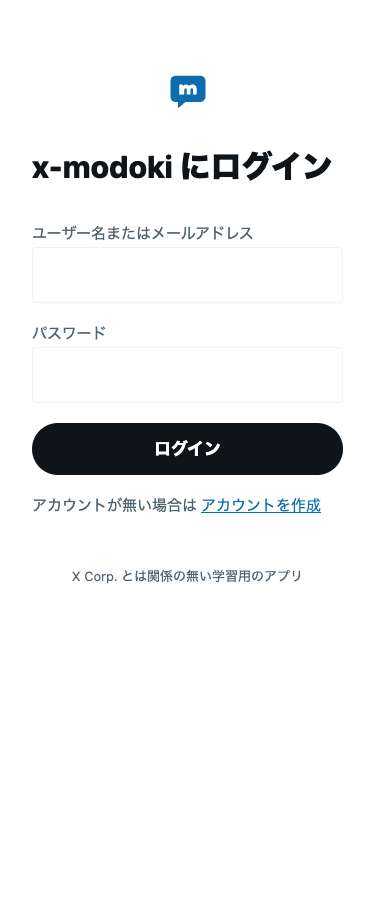 m
x-modoki にログイン
ユーザー名またはメールアドレス
パスワード
ログイン
アカウントが無い場合は アカウントを作成
X Corp. とは関係の無い学習用のアプリ